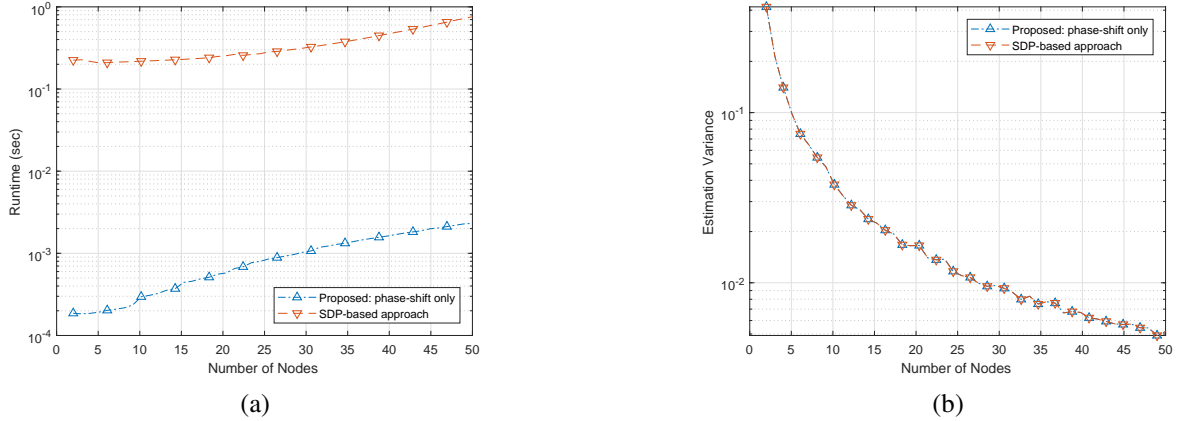 10^0
10^-1
10^-2
10^-3
10^-4
Runtime (sec)
Proposed: phase-shift only
SDP-based approach
0 5 10 15 20 25 30 35 40 45 50
Number of Nodes
(a)
10^-1
10^-2
Estimation Variance
Proposed: phase-shift only
SDP-based approach
0 5 10 15 20 25 30 35 40 45 50
Number of Nodes
(b)